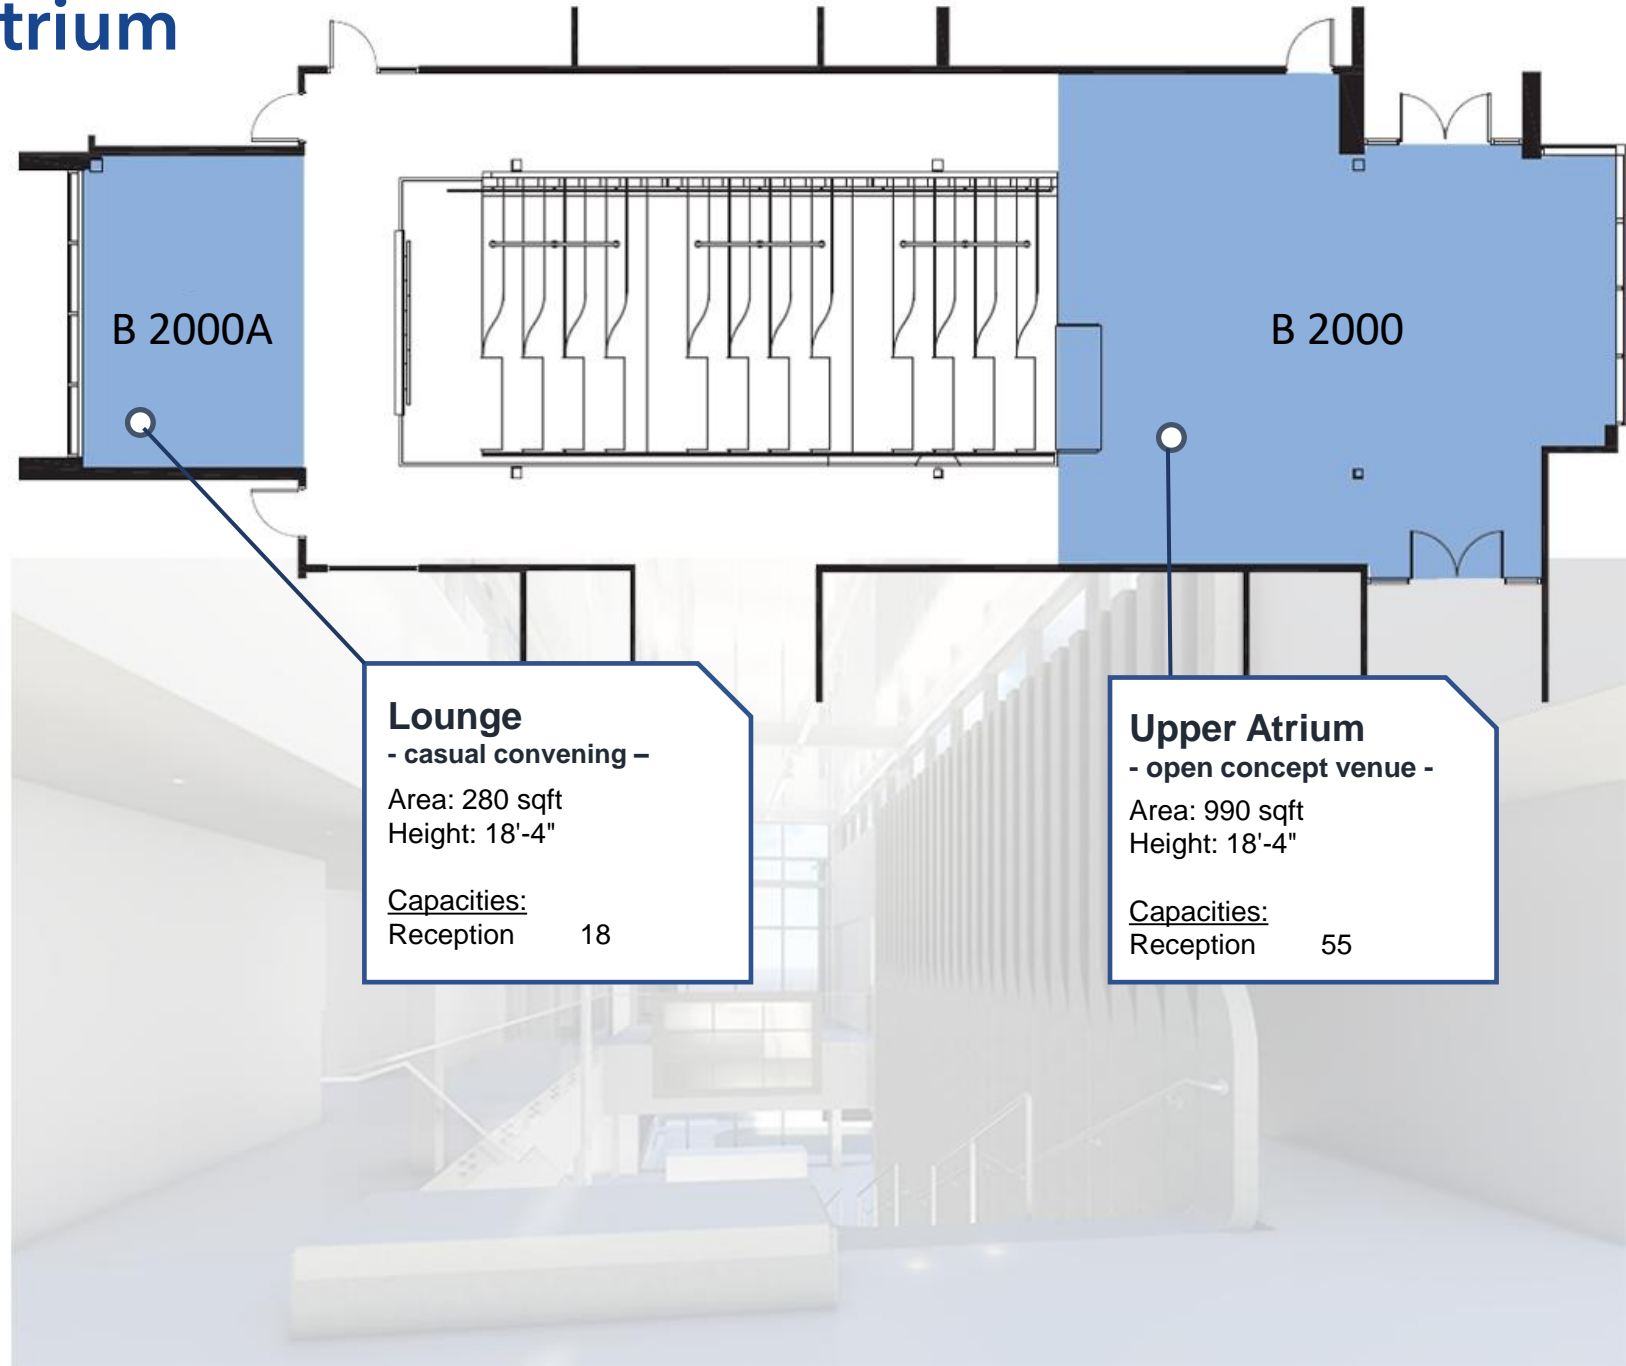 trium
B 2000A
B 2000
Lounge
- casual convening –
Area: 280 sqft
Height: 18'-4"
Capacities:
Reception 18
Upper Atrium
- open concept venue -
Area: 990 sqft
Height: 18'-4"
Capacities:
Reception 55